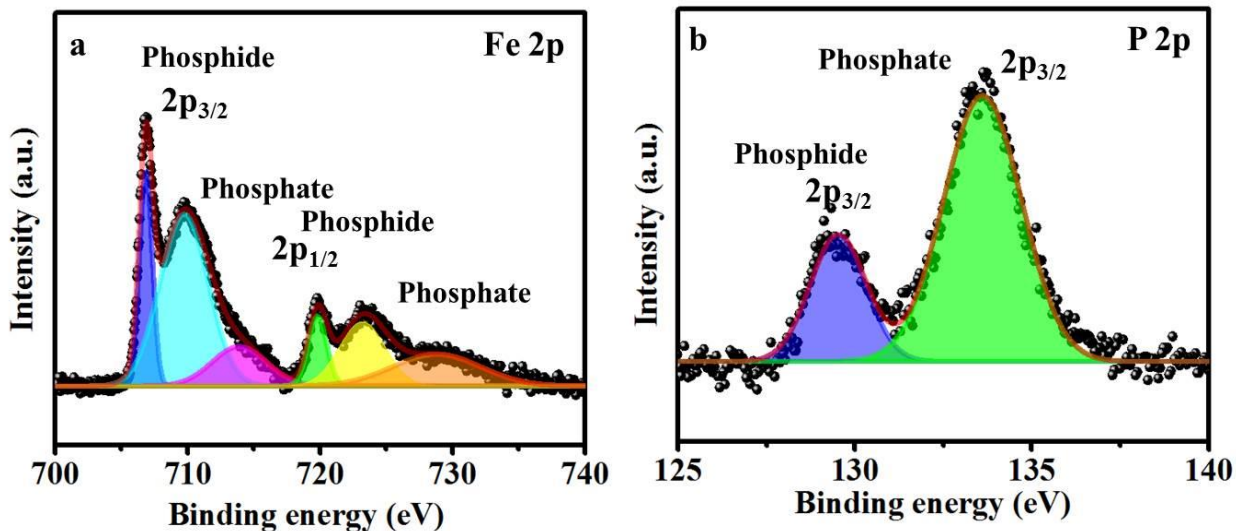 a
Fe 2p
Phosphide
2p3/2
Phosphate
Phosphide
2p1/2
Phosphate
Intensity (a.u.)
700 710 720 730 740
Binding energy (eV)
b
P 2p
Phosphate
2p3/2
Phosphide
2p3/2
Intensity (a.u.)
125 130 135 140
Binding energy (eV)